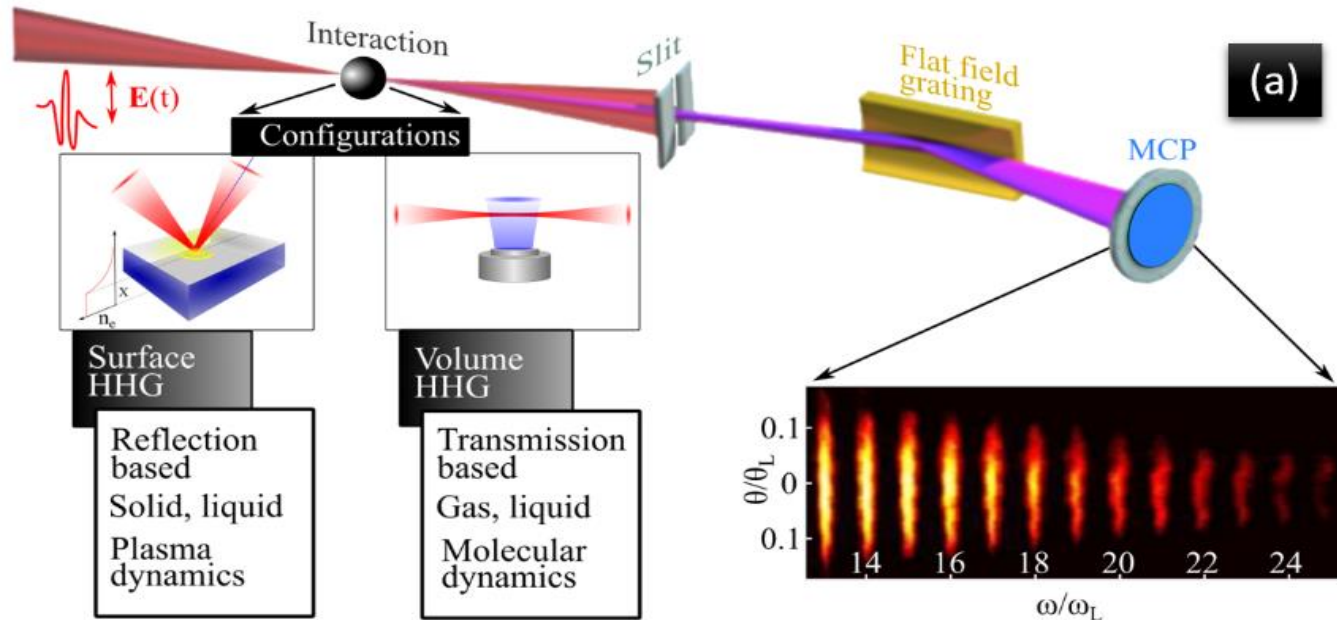 Interaction
E(t)
Configurations
Slit
Flat field
grating
(a)
MCP
x
nₑ
Surface
HHG
Reflection
based
Solid, liquid
Plasma
dynamics
Volume
HHG
Transmission
based
Gas, liquid
Molecular
dynamics
θ/θ_L
0.1
0
0.1
14 16 18 20 22 24
ω/ω_L